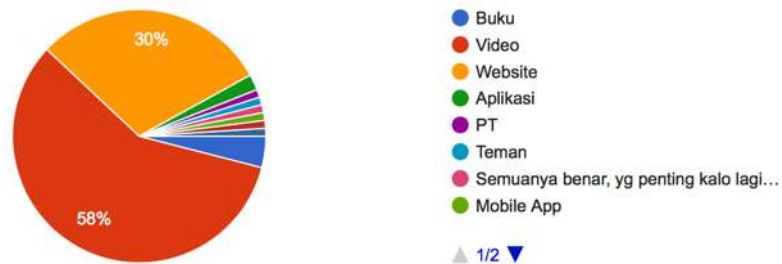 30%
58%
Buku
Video
Website
Aplikasi
PT
Teman
Semuanya benar, yg penting kalo lagi...
Mobile App
1/2